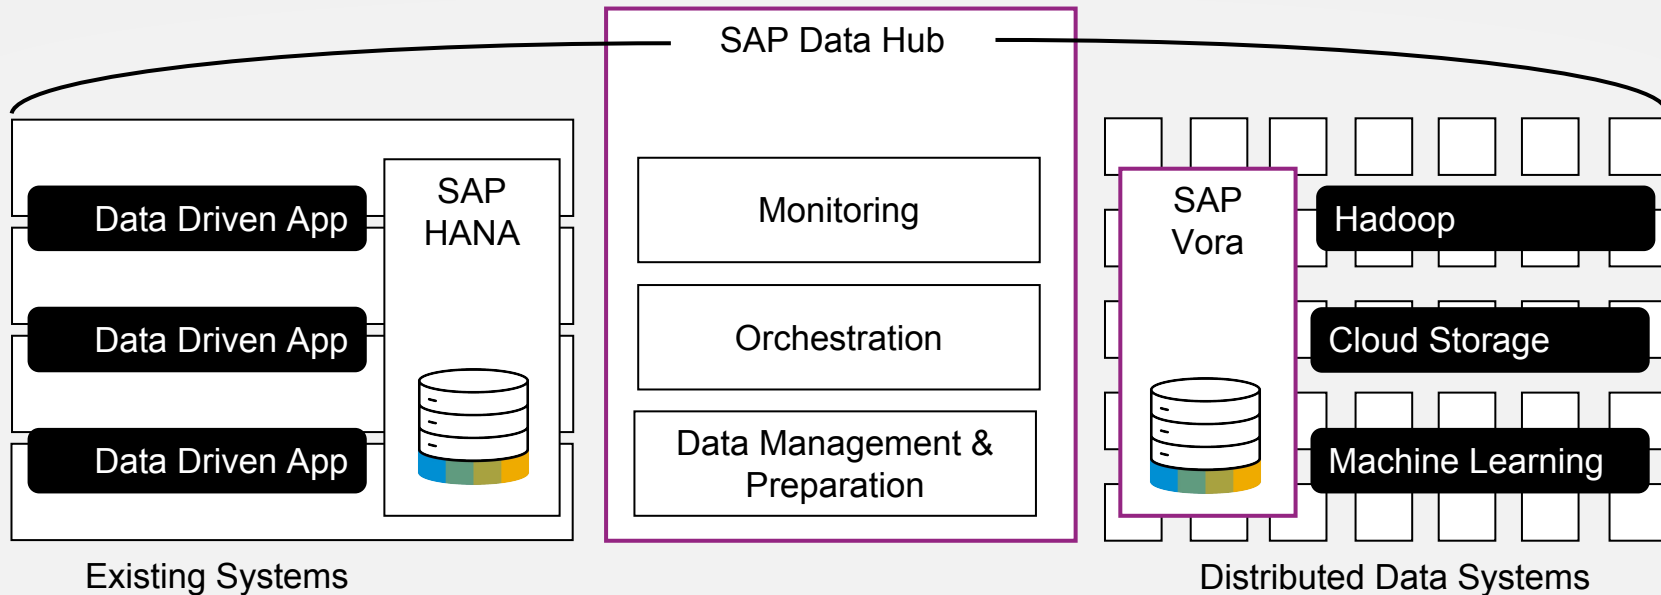 SAP Data Hub
Data Driven App
Data Driven App
Data Driven App
SAP
HANA
Existing Systems
Monitoring
Orchestration
Data Management &
Preparation
SAP
Vora
Hadoop
Cloud Storage
Machine Learning
Distributed Data Systems